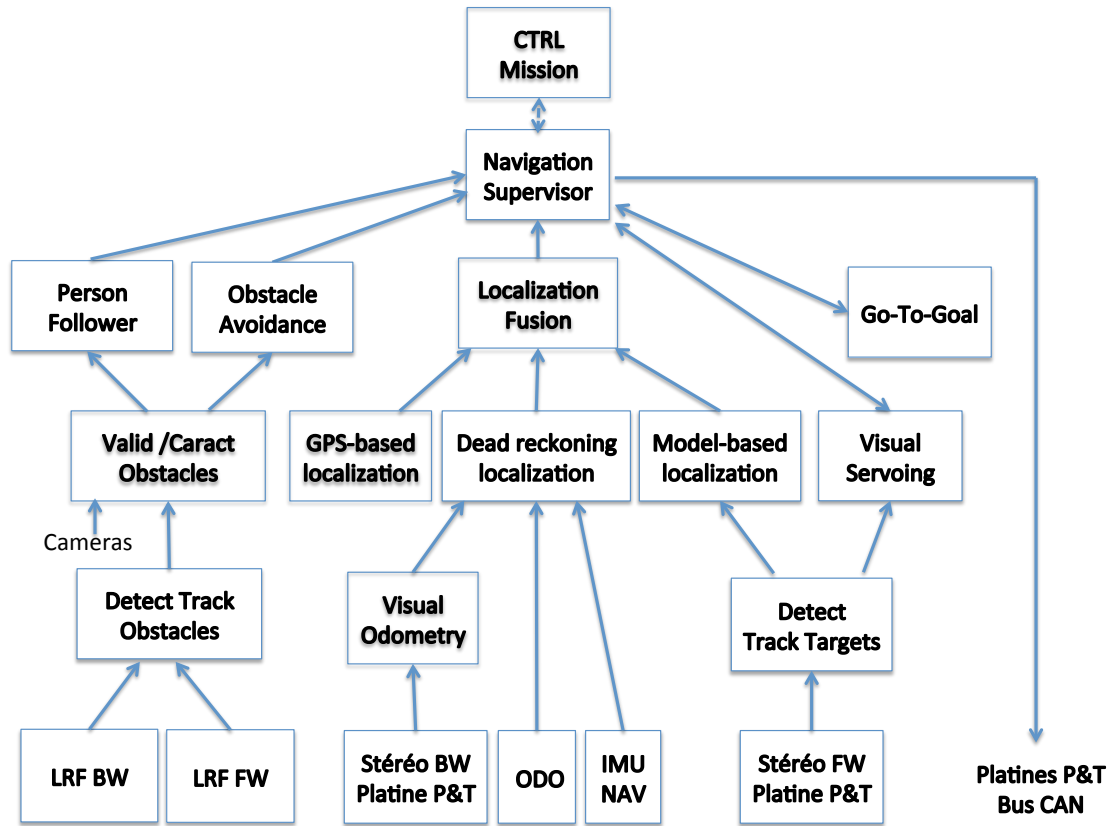 CTRL
Mission
Navigation
Supervisor
Person
Follower
Obstacle
Avoidance
Localization
Fusion
Go-To-Goal
Valid /Caract
Obstacles
GPS-based
localization
Dead reckoning
localization
Model-based
localization
Visual
Servoing
Cameras
Detect Track
Obstacles
Visual
Odometry
Detect
Track Targets
LRF BW
LRF FW
Stéréo BW
Platine P&T
ODO
IMU
NAV
Stéréo FW
Platine P&T
Platines P&T
Bus CAN